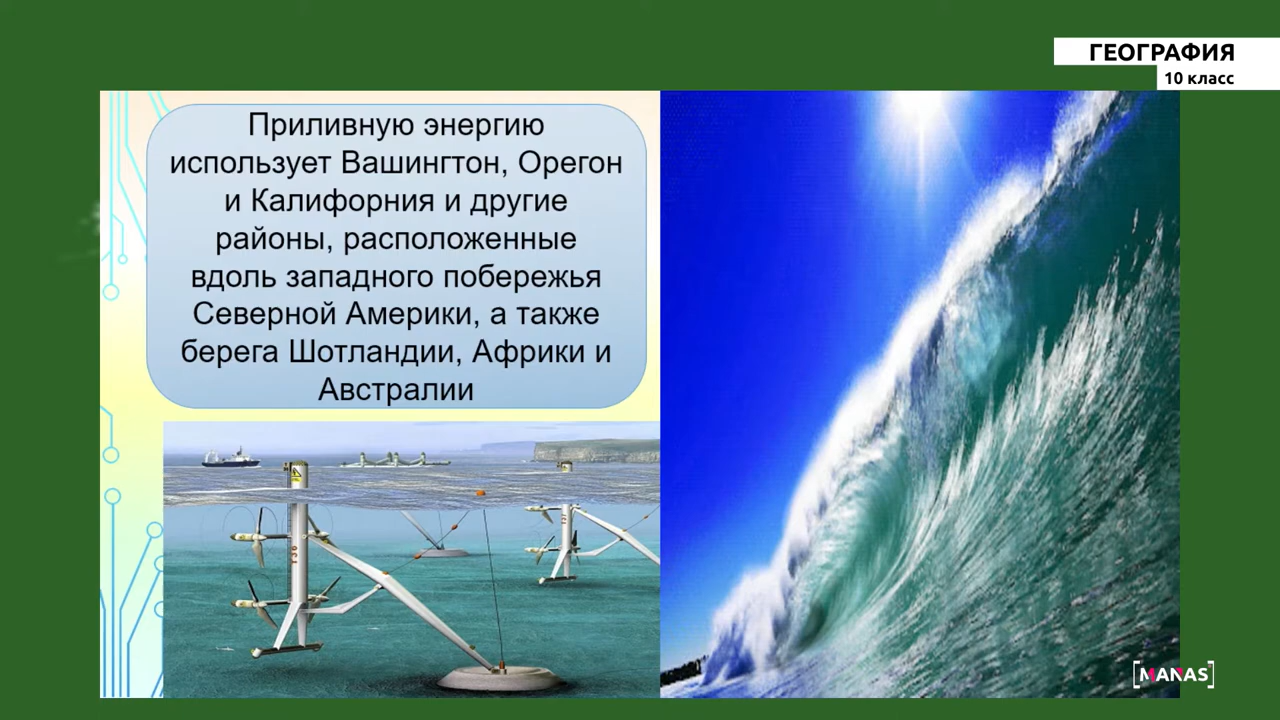 ГЕОГРАФИЯ
10 класс
Приливную энергию
использует Вашингтон, Орегон
и Калифорния и другие
районы, расположенные
вдоль западного побережья
Северной Америки, а также
берега Шотландии, Африки и
Австралии
[MANAS]